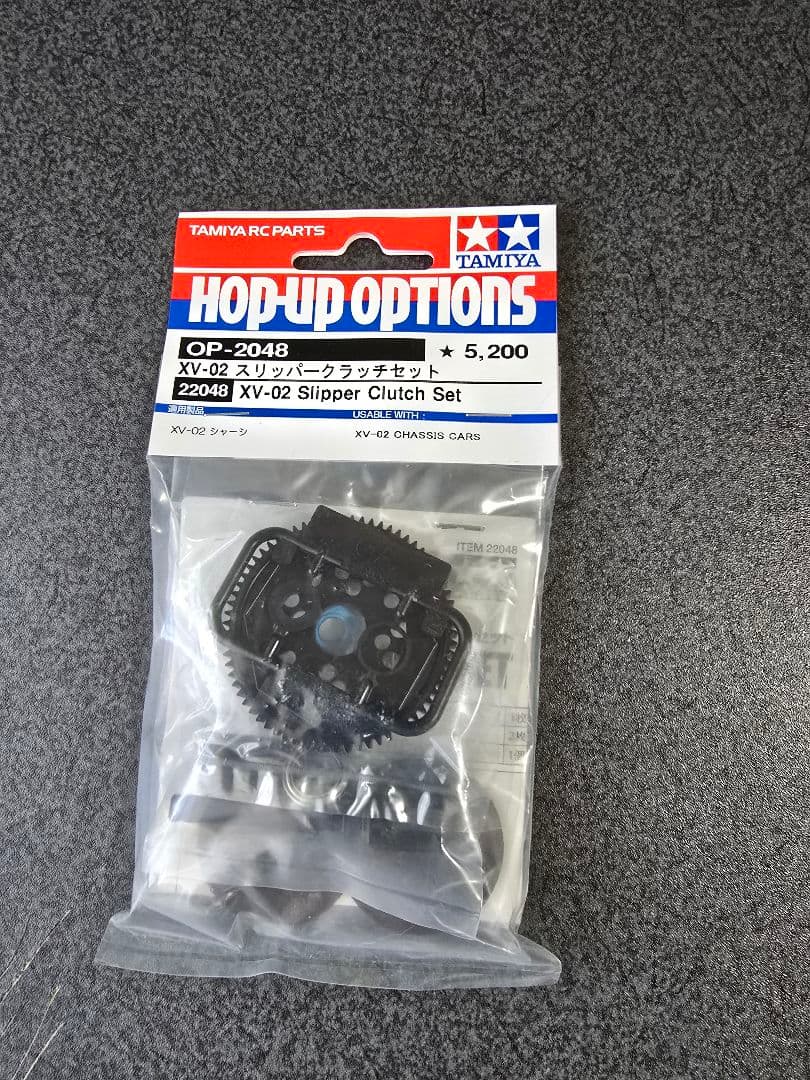 TAMIYA RC PARTS
TAMIYA
HOP-UP OPTIONS
OP-2048 ★ 5,200
XV-02 スリッパークラッチセット
22048 XV-02 Slipper Clutch Set
適用製品 USABLE WITH :
XV-02 シャーシ XV-02 CHASSIS CARS
ITEM 22048